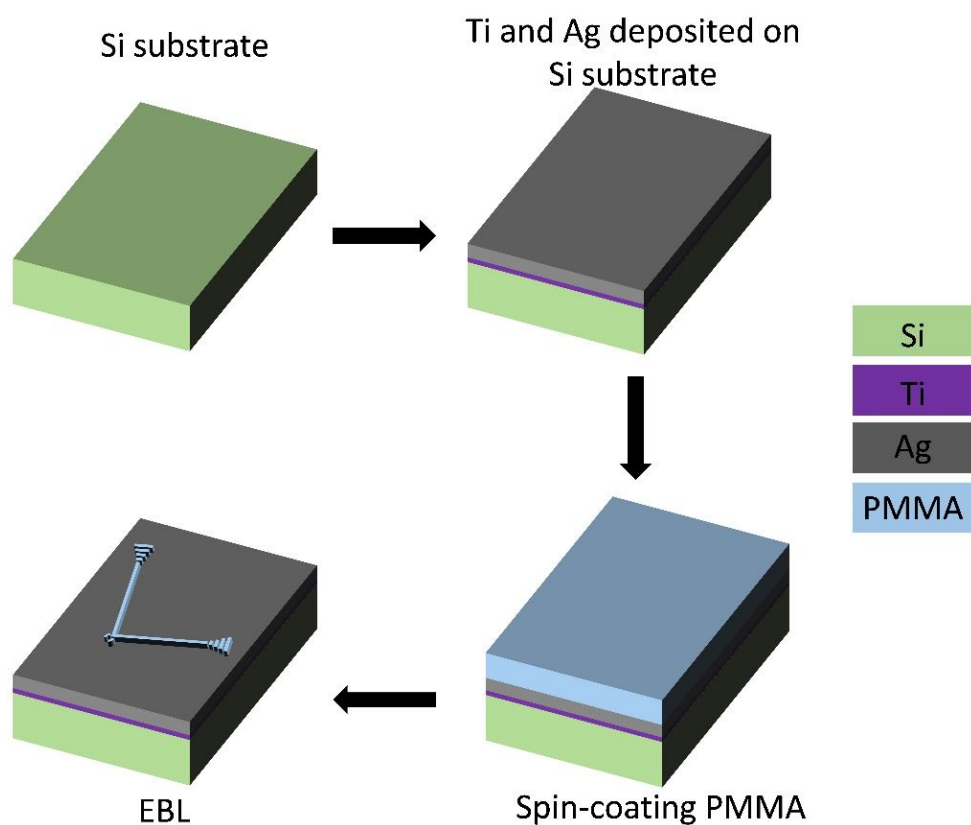 Si substrate
Ti and Ag deposited on
Si substrate
Si
Ti
Ag
PMMA
EBL
Spin-coating PMMA